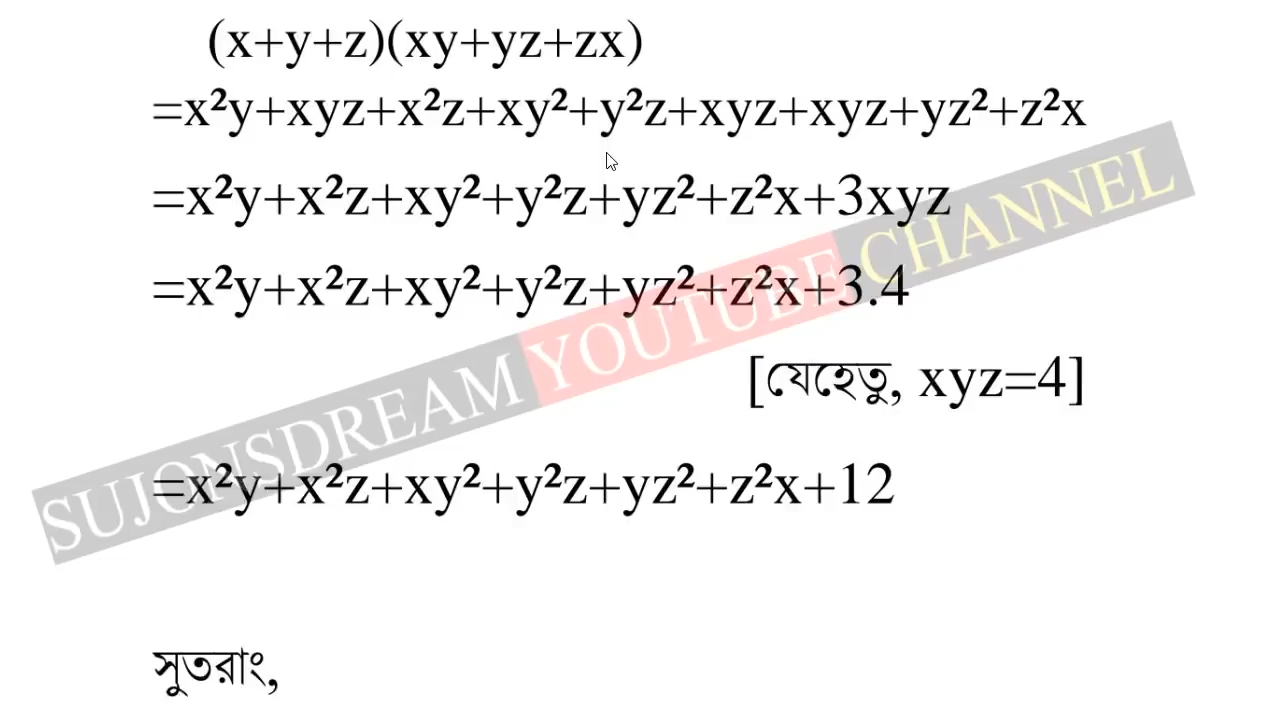 (x+y+z)(xy+yz+zx)
=x²y+xyz+x²z+xy²+y²z+xyz+xyz+yz²+z²x
=x²y+x²z+xy²+y²z+yz²+z²x+3xyz
=x²y+x²z+xy²+y²z+yz²+z²x+3.4
[যেহেতু, xyz=4]
=x²y+x²z+xy²+y²z+yz²+z²x+12
সুতরাং,
SUJONSDREAM YOUTUBE CHANNEL